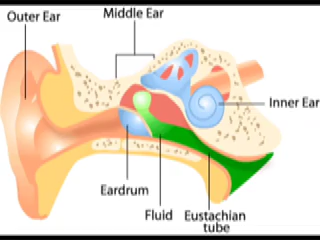 Middle Ear
Outer Ear
Inner Ear
Eardrum
Fluid
Eustachian
tube